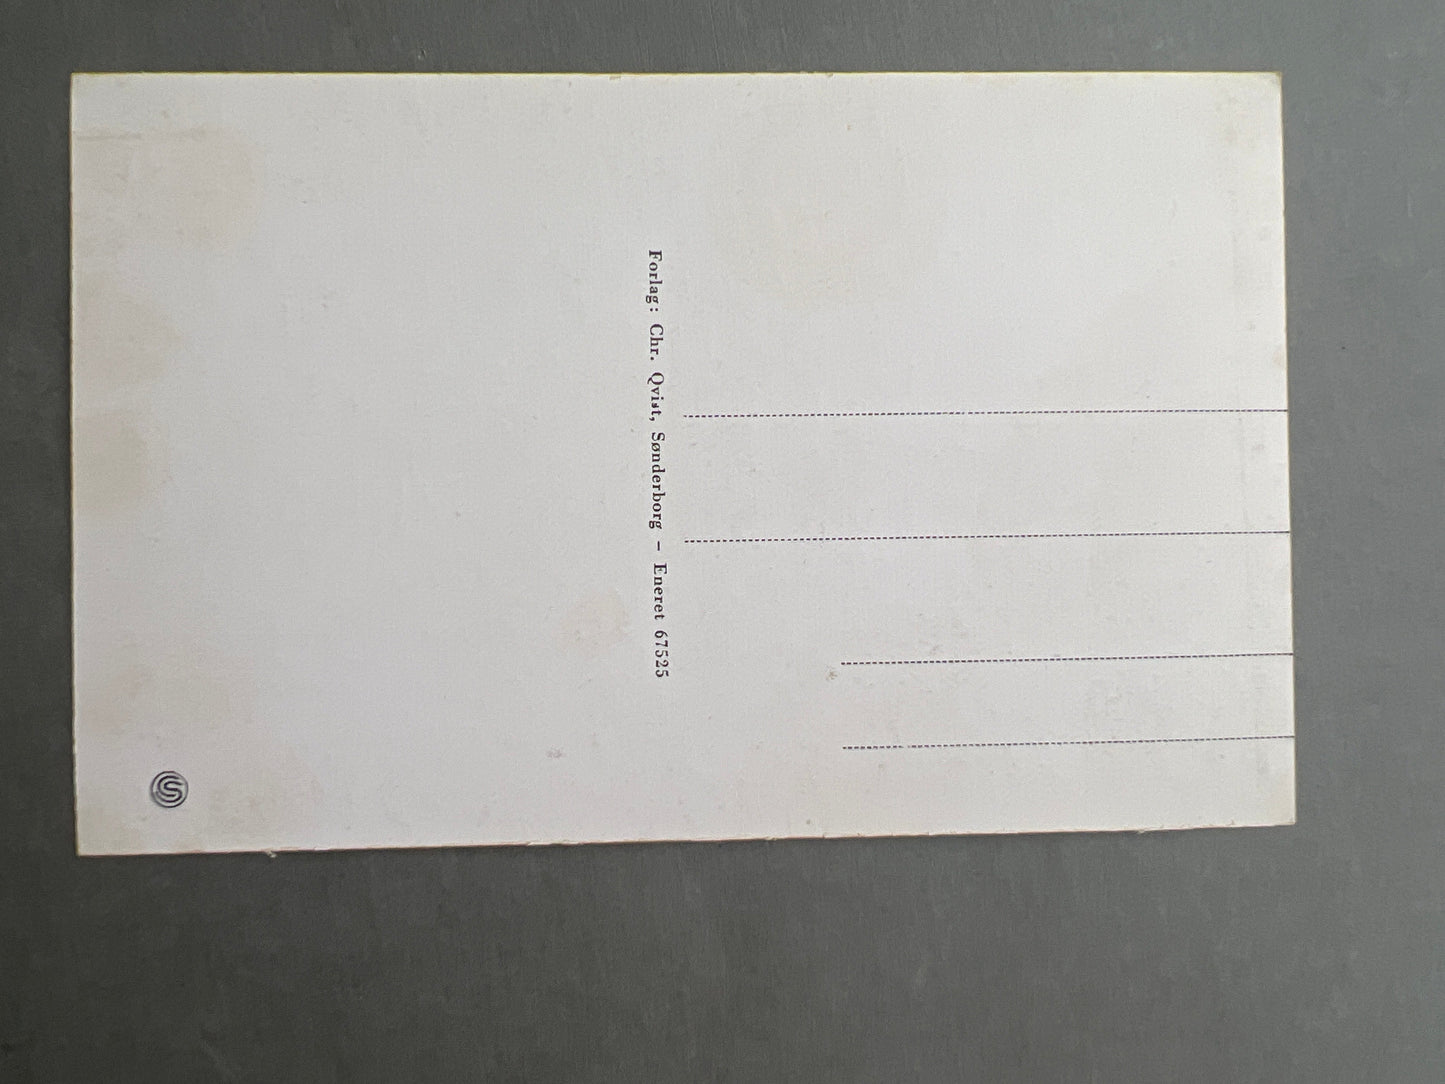 Forlag: Chr. Qvist, Sønderborg – Eneret 67525